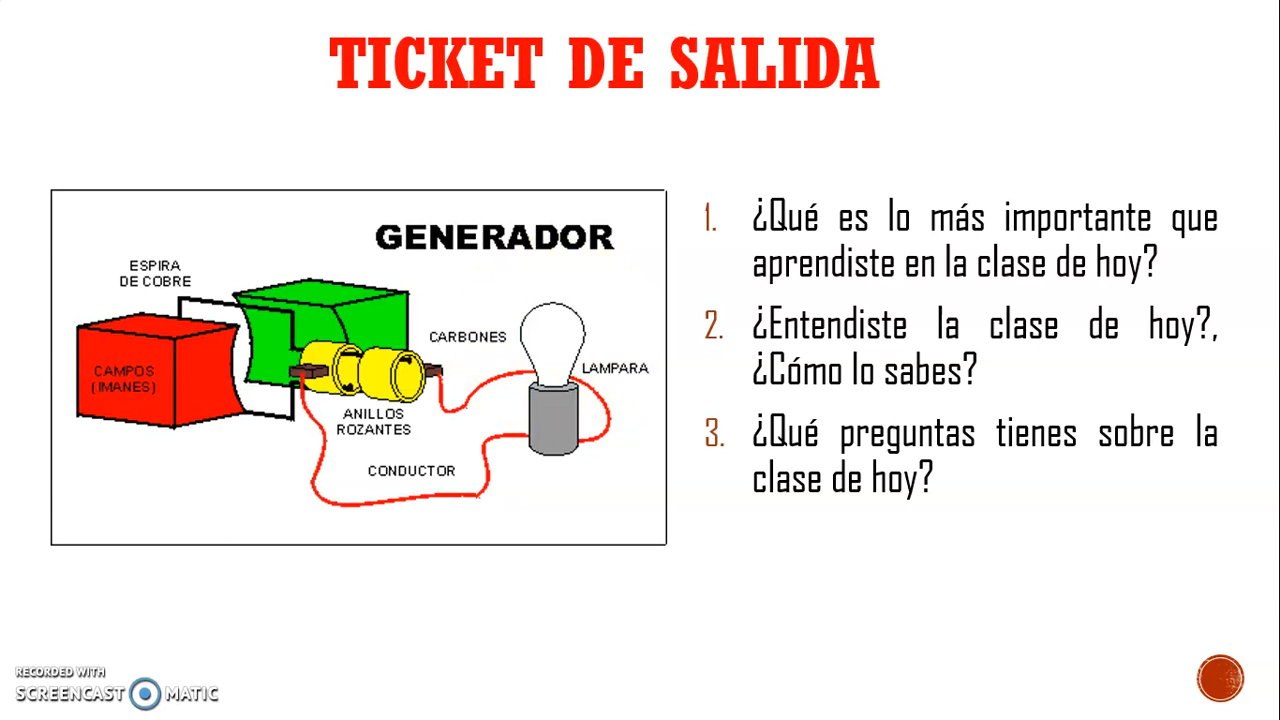 TICKET DE SALIDA
GENERADOR
ESPIRA
DE COBRE
CARBONES
CAMPOS
(IMANES)
LAMPARA
ANILLOS
ROZANTES
CONDUCTOR
1. ¿Qué es lo más importante que
aprendiste en la clase de hoy?
2. ¿Entendiste la clase de hoy?,
¿Cómo lo sabes?
3. ¿Qué preguntas tienes sobre la
clase de hoy?
RECORDED WITH
SCREENCAST MATIC